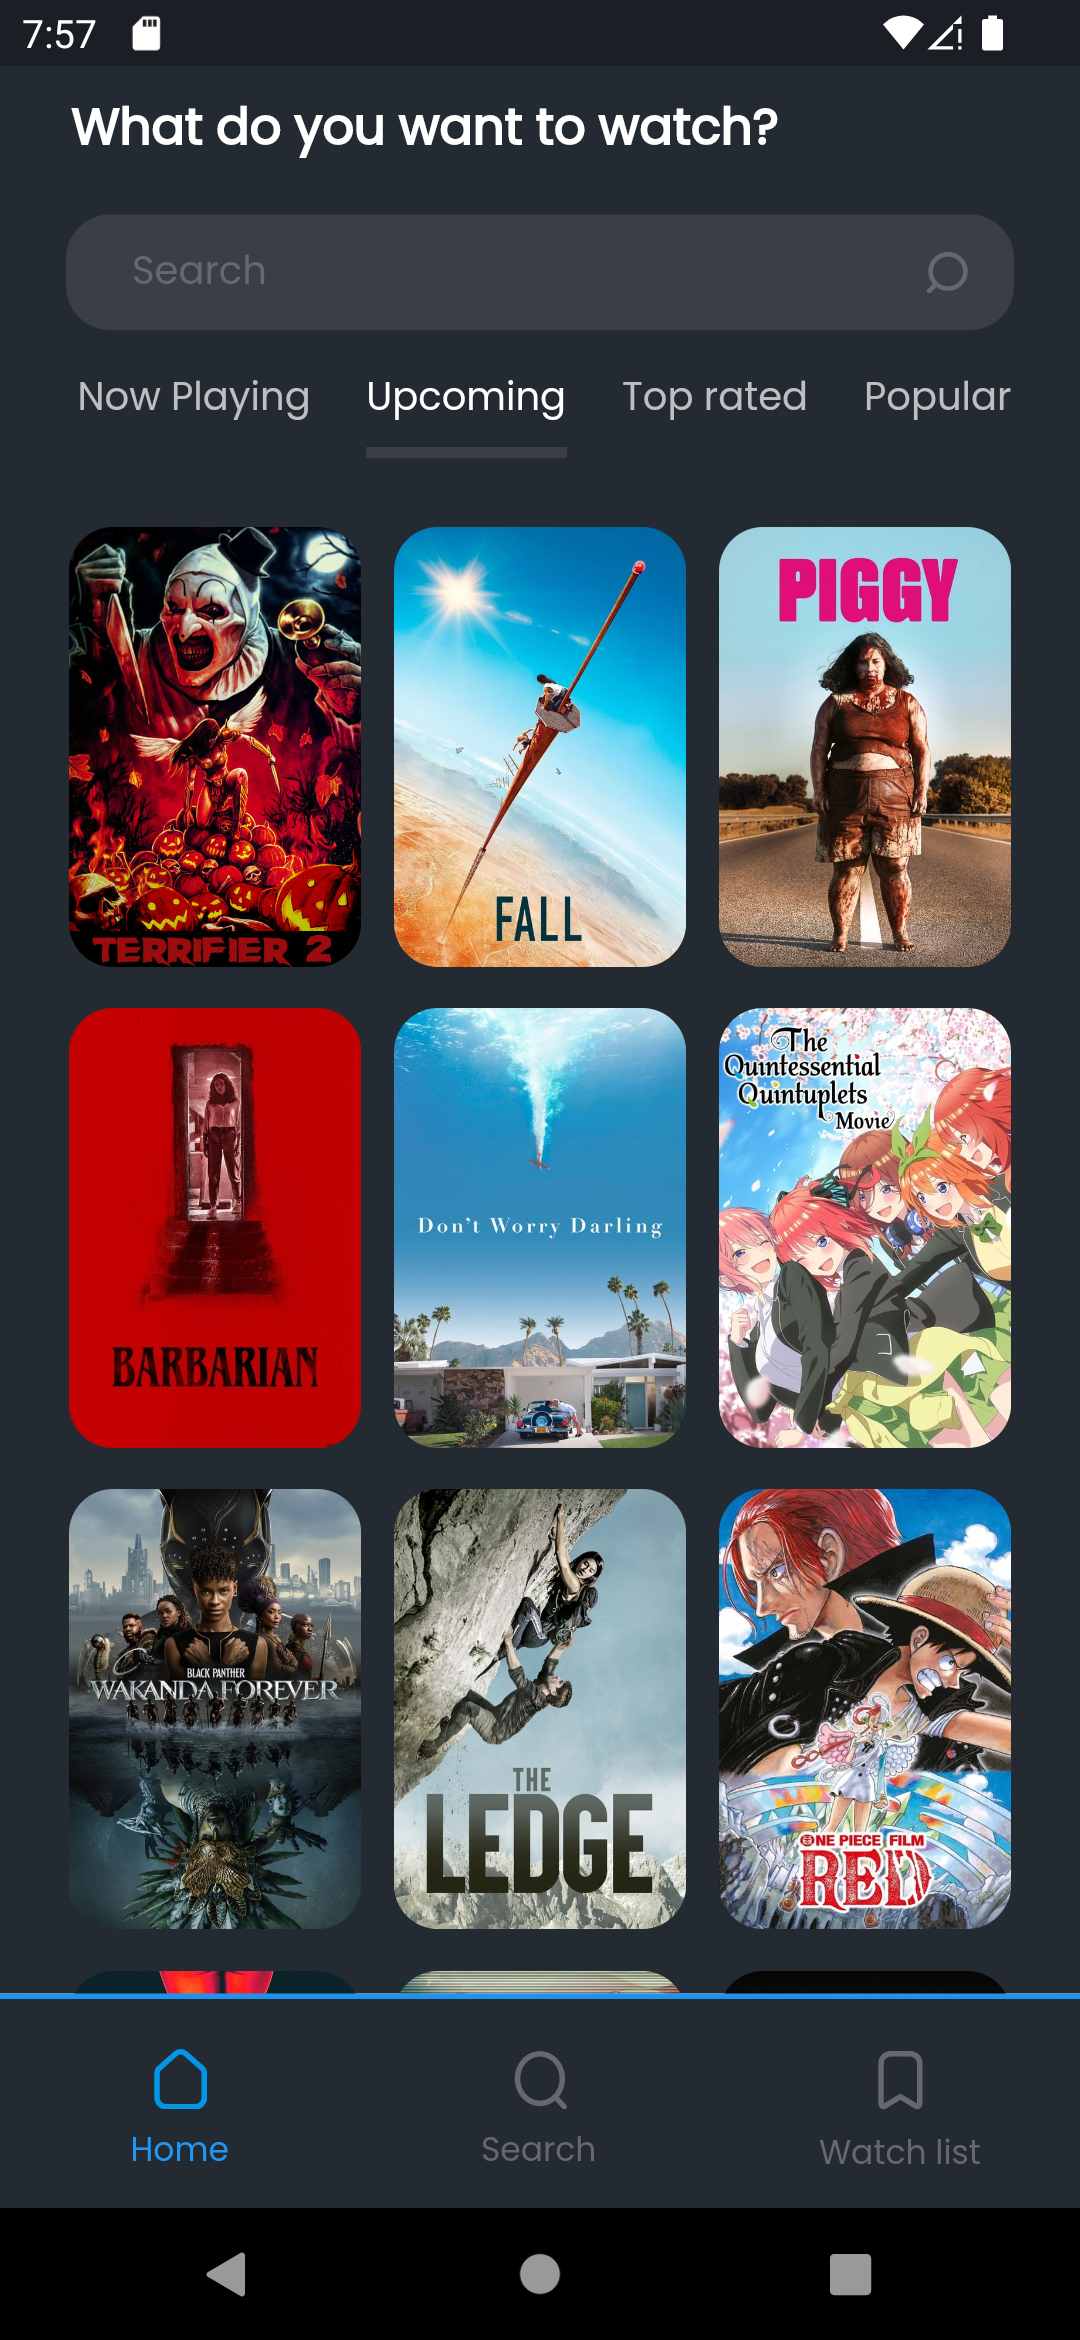 7:57
What do you want to watch?
Search
Now Playing Upcoming Top rated Popular
TERRIFIER 2
FALL
PIGGY
BARBARIAN
Don't Worry Darling
The
Quintessential
Quintuplets
Movie
BLACK PANTHER
WAKANDA FOREVER
THE
LEDGE
ONE PIECE FILM
RED
Home
Search
Watch list